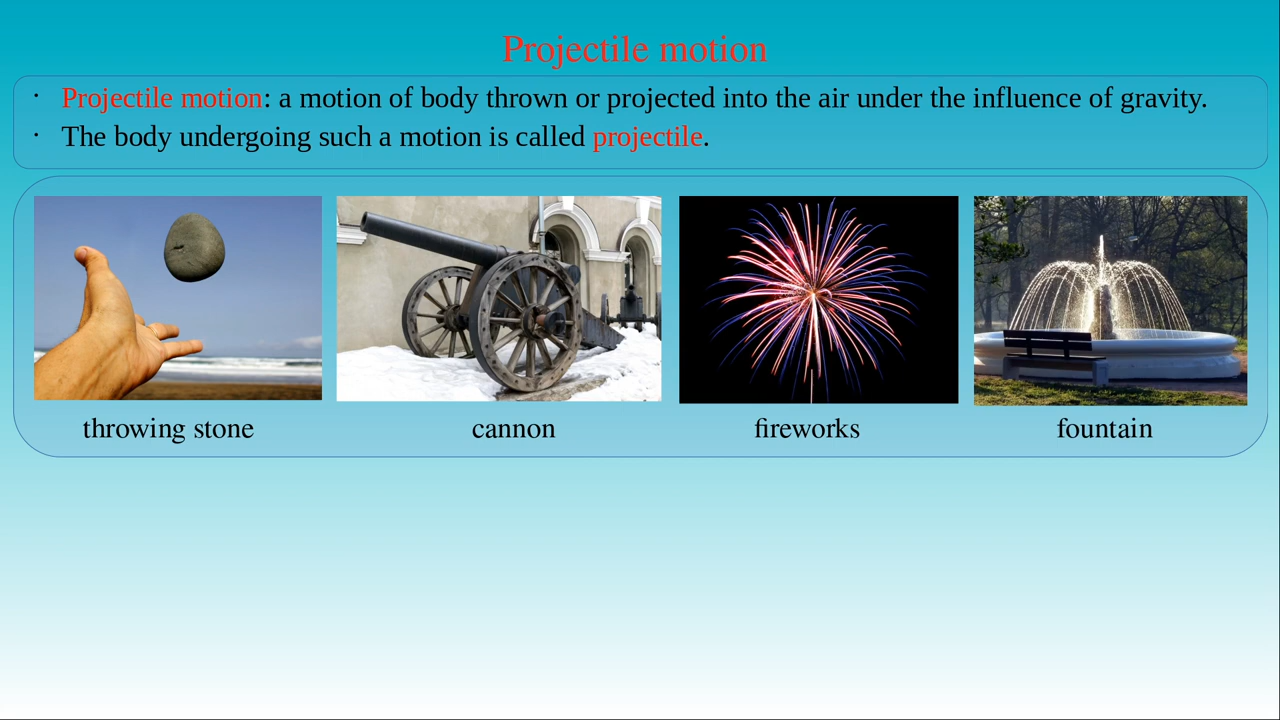 Projectile motion
· Projectile motion: a motion of body thrown or projected into the air under the influence of gravity.
· The body undergoing such a motion is called projectile.
throwing stone
cannon
fireworks
fountain